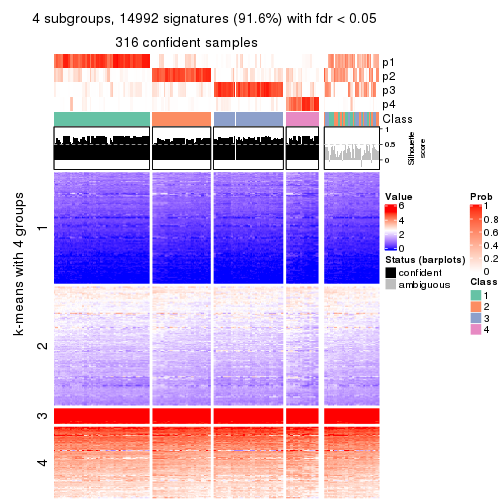 4 subgroups, 14992 signatures (91.6%) with fdr < 0.05
316 confident samples
p1
p2
p3
p4
Class
1
0.5
0
Silhouette
score
k-means with 4 groups
1
2
3
4
Value
6
4
2
0
Status (barplots)
confident
ambiguous
Prob
1
0.8
0.6
0.4
0.2
0
Class
1
2
3
4